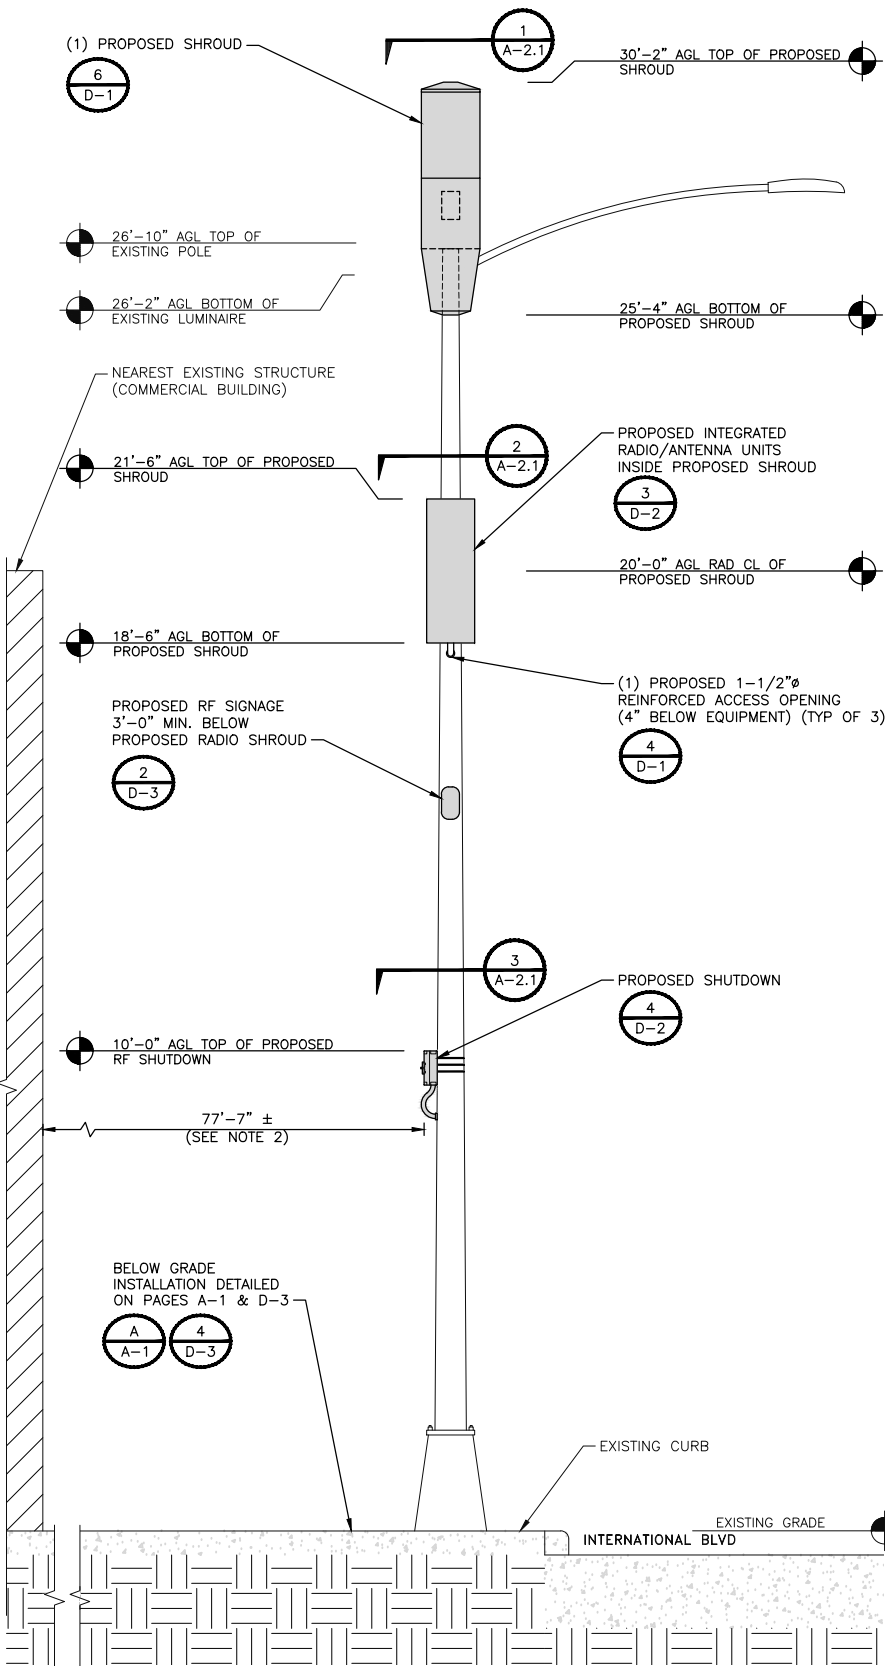 1
A-2.1
(1) PROPOSED SHROUD
6
D-1
30'-2" AGL TOP OF PROPOSED
SHROUD
26'-10" AGL TOP OF
EXISTING POLE
26'-2" AGL BOTTOM OF
EXISTING LUMINAIRE
25'-4" AGL BOTTOM OF
PROPOSED SHROUD
NEAREST EXISTING STRUCTURE
(COMMERCIAL BUILDING)
2
A-2.1
PROPOSED INTEGRATED
RADIO/ANTENNA UNITS
INSIDE PROPOSED SHROUD
3
D-2
21'-6" AGL TOP OF PROPOSED
SHROUD
20'-0" AGL RAD CL OF
PROPOSED SHROUD
18'-6" AGL BOTTOM OF
PROPOSED SHROUD
(1) PROPOSED 1-1/2"ø
REINFORCED ACCESS OPENING
(4" BELOW EQUIPMENT) (TYP OF 3)
4
D-1
PROPOSED RF SIGNAGE
3'-0" MIN. BELOW
PROPOSED RADIO SHROUD
2
D-3
3
A-2.1
PROPOSED SHUTDOWN
4
D-2
10'-0" AGL TOP OF PROPOSED
RF SHUTDOWN
77'-7" ±
(SEE NOTE 2)
BELOW GRADE
INSTALLATION DETAILED
ON PAGES A-1 & D-3
A
A-1
4
D-3
EXISTING CURB
EXISTING GRADE
INTERNATIONAL BLVD